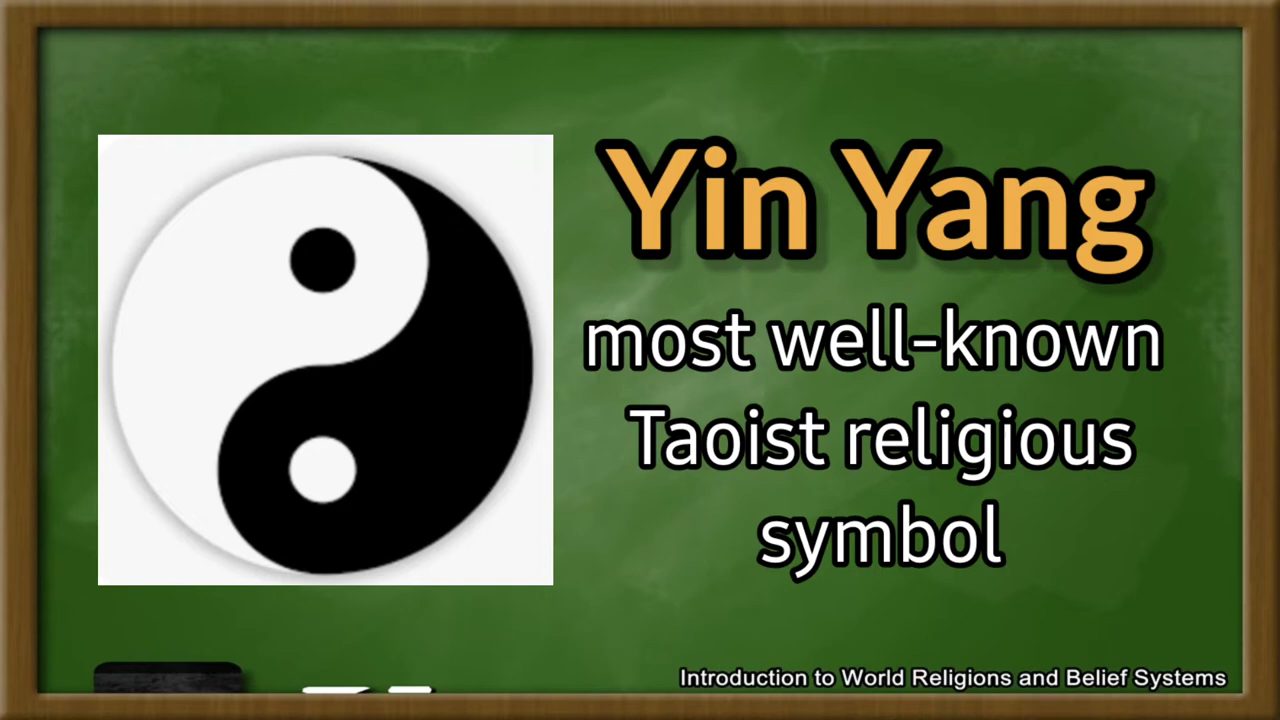 Yin Yang
most well-known
Taoist religious
symbol
Introduction to World Religions and Belief Systems